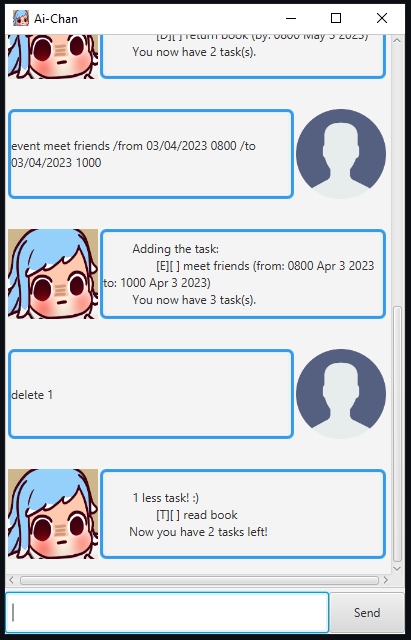 Ai-Chan
[D][ ] return book (by: 0800 May 3 2023)
You now have 2 task(s).
event meet friends /from 03/04/2023 0800 /to
03/04/2023 1000
Adding the task:
[E][ ] meet friends (from: 0800 Apr 3 2023
to: 1000 Apr 3 2023)
You now have 3 task(s).
delete 1
1 less task! :)
[T][ ] read book
Now you have 2 tasks left!
Send